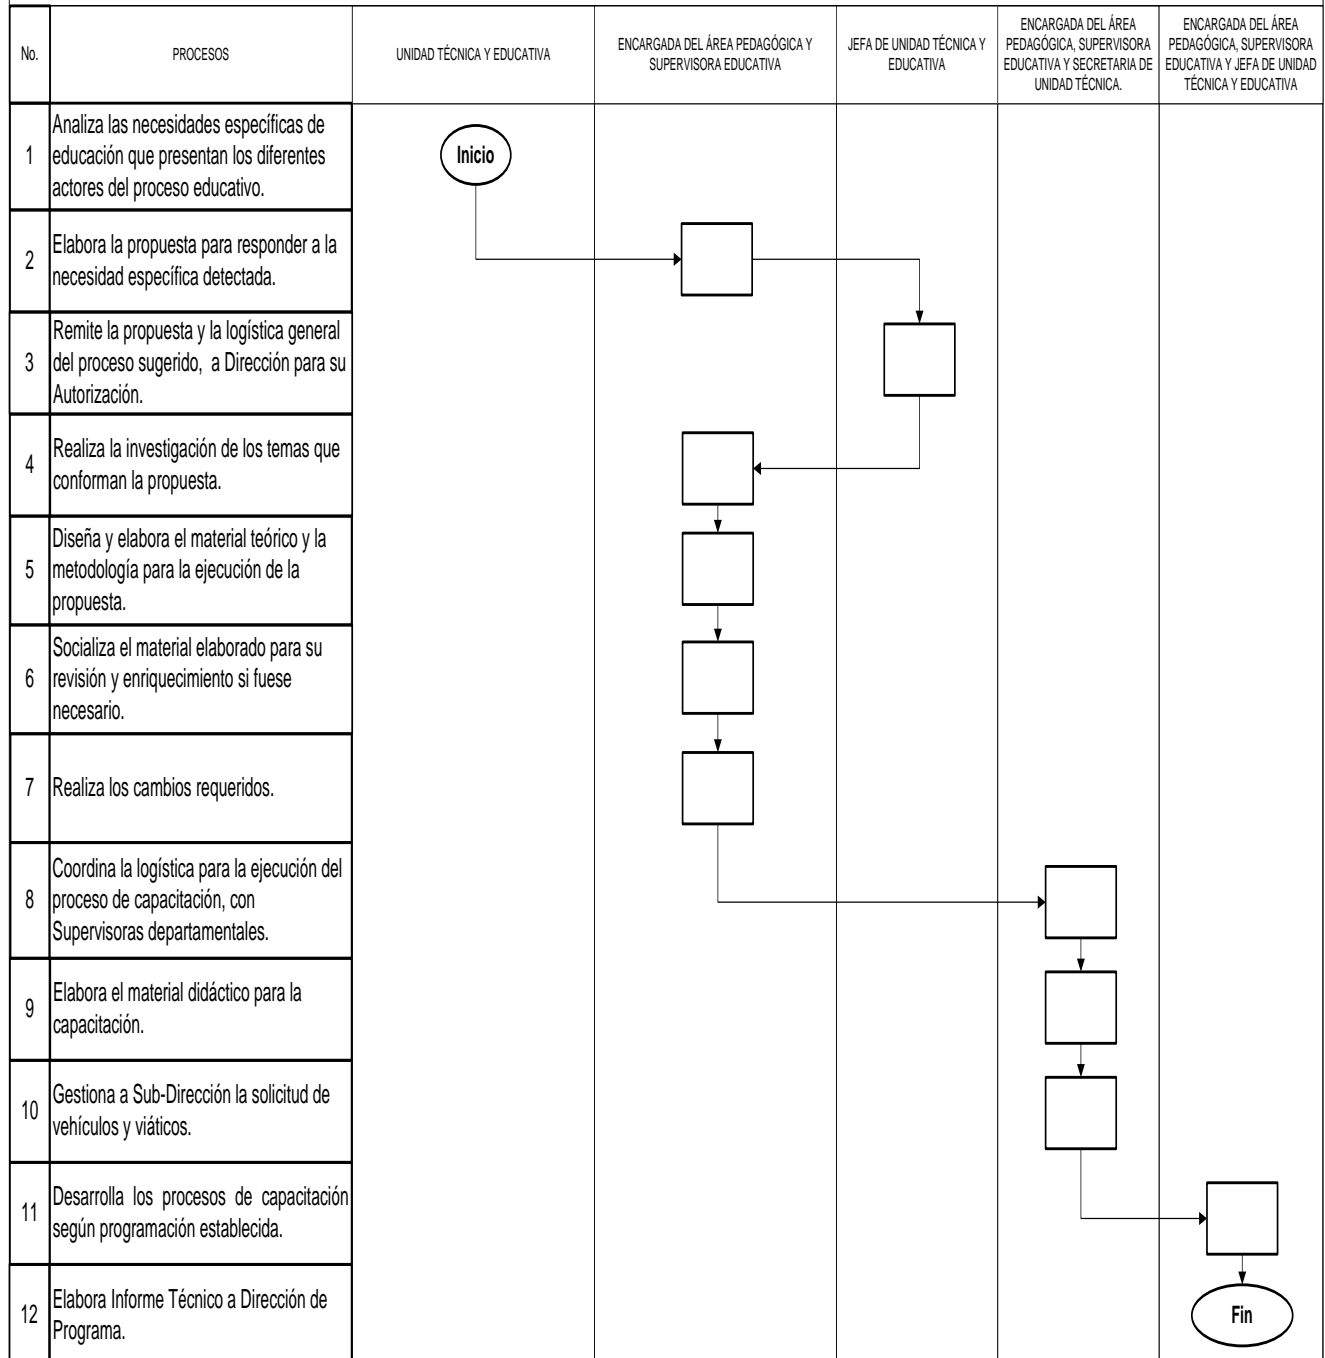 No.
PROCESOS
UNIDAD TÉCNICA Y EDUCATIVA
ENCARGADA DEL ÁREA PEDAGÓGICA Y
SUPERVISORA EDUCATIVA
JEFA DE UNIDAD TÉCNICA Y
EDUCATIVA
ENCARGADA DEL ÁREA
PEDAGÓGICA, SUPERVISORA
EDUCATIVA Y SECRETARIA DE
UNIDAD TÉCNICA.
ENCARGADA DEL ÁREA
PEDAGÓGICA, SUPERVISORA
EDUCATIVA Y JEFA DE UNIDAD
TÉCNICA Y EDUCATIVA
1
Analiza las necesidades específicas de
educación que presentan los diferentes
actores del proceso educativo.
Inicio
2
Elabora la propuesta para responder a la
necesidad específica detectada.
3
Remite la propuesta y la logística general
del proceso sugerido, a Dirección para su
Autorización.
4
Realiza la investigación de los temas que
conforman la propuesta.
5
Diseña y elabora el material teórico y la
metodología para la ejecución de la
propuesta.
6
Socializa el material elaborado para su
revisión y enriquecimiento si fuese
necesario.
7
Realiza los cambios requeridos.
8
Coordina la logística para la ejecución del
proceso de capacitación, con
Supervisoras departamentales.
9
Elabora el material didáctico para la
capacitación.
10
Gestiona a Sub-Dirección la solicitud de
vehículos y viáticos.
11
Desarrolla los procesos de capacitación
según programación establecida.
12
Elabora Informe Técnico a Dirección de
Programa.
Fin